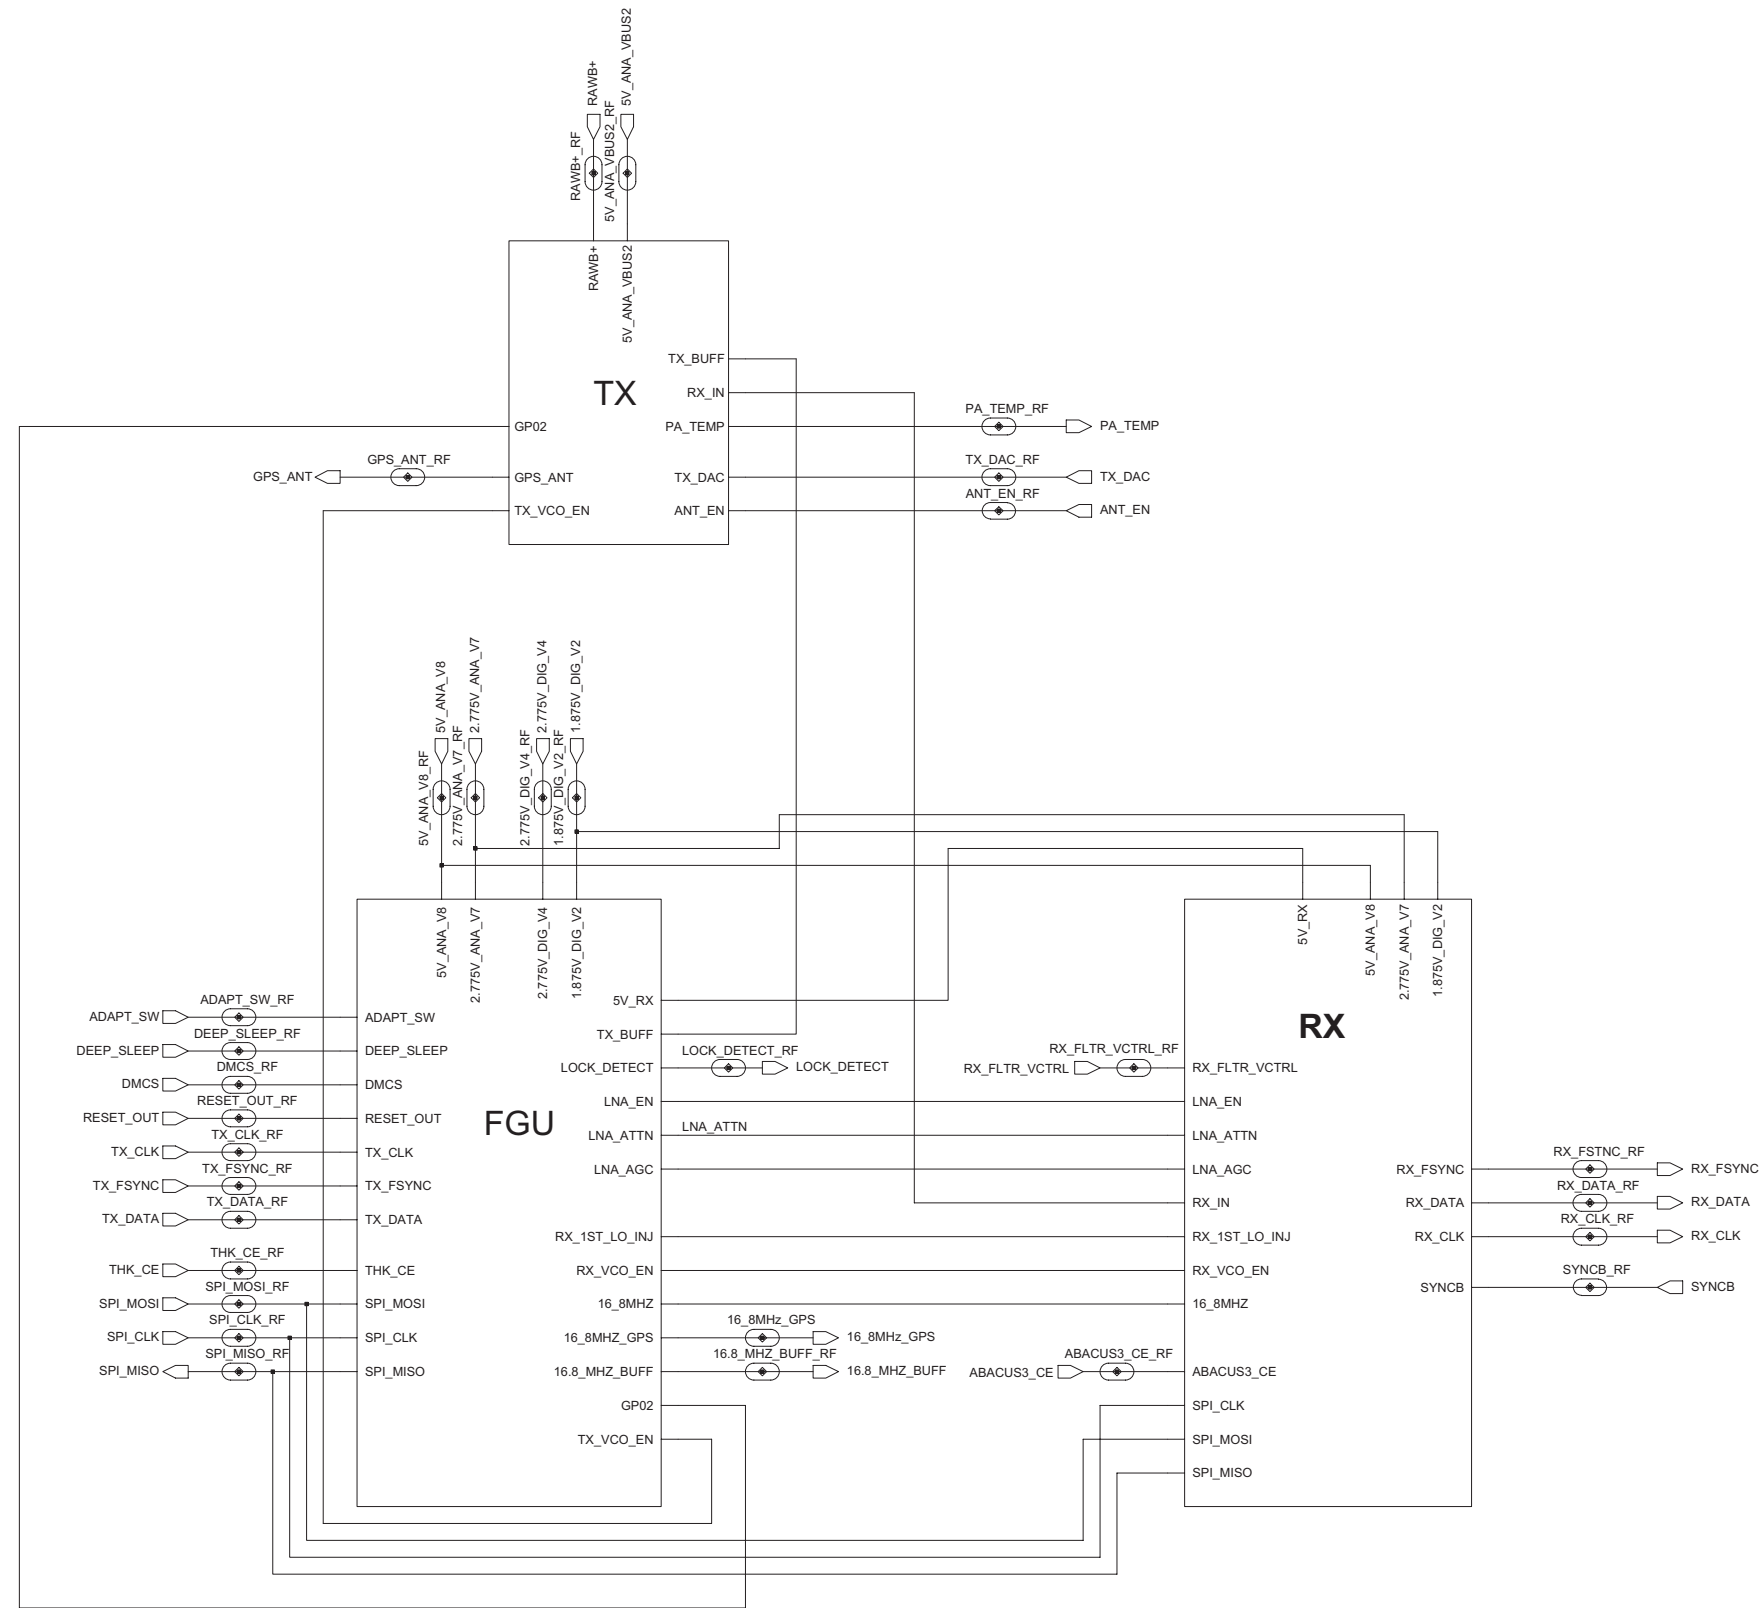 RAWB+
5V_ANA_VBUS2
RAWB+_RF
5V_ANA_VBUS2_RF
RAWB+
5V_ANA_VBUS2
TX
TX_BUFF
RX_IN
PA_TEMP
PA_TEMP_RF
PA_TEMP
GP02
GPS_ANT
GPS_ANT_RF
GPS_ANT
TX_DAC
TX_DAC_RF
TX_DAC
TX_VCO_EN
ANT_EN
ANT_EN_RF
ANT_EN
5V_ANA_V8
2.775V_ANA_V7
2.775V_DIG_V4
1.875V_DIG_V2
5V_ANA_V8_RF
2.775V_ANA_V7_RF
2.775V_DIG_V4_RF
1.875V_DIG_V2_RF
5V_ANA_V8
2.775V_ANA_V7
2.775V_DIG_V4
1.875V_DIG_V2
FGU
ADAPT_SW
ADAPT_SW_RF
ADAPT_SW
DEEP_SLEEP
DEEP_SLEEP_RF
DEEP_SLEEP
DMCS
DMCS_RF
DMCS
RESET_OUT
RESET_OUT_RF
RESET_OUT
TX_CLK
TX_CLK_RF
TX_CLK
TX_FSYNC
TX_FSYNC_RF
TX_FSYNC
TX_DATA
TX_DATA_RF
TX_DATA
THK_CE
THK_CE_RF
THK_CE
SPI_MOSI
SPI_MOSI_RF
SPI_MOSI
SPI_CLK
SPI_CLK_RF
SPI_CLK
SPI_MISO
SPI_MISO_RF
SPI_MISO
5V_RX
TX_BUFF
LOCK_DETECT
LOCK_DETECT_RF
LOCK_DETECT
LNA_EN
LNA_ATTN
LNA_ATTN
LNA_AGC
RX_1ST_LO_INJ
RX_VCO_EN
16_8MHZ
16_8MHZ_GPS
16_8MHz_GPS
16_8MHz_GPS
16.8_MHZ_BUFF
16.8_MHZ_BUFF_RF
16.8_MHZ_BUFF
GP02
TX_VCO_EN
5V_RX
5V_ANA_V8
2.775V_ANA_V7
1.875V_DIG_V2
RX
RX_FLTR_VCTRL
RX_FLTR_VCTRL_RF
RX_FLTR_VCTRL
LNA_EN
LNA_ATTN
LNA_AGC
RX_IN
RX_1ST_LO_INJ
RX_VCO_EN
16_8MHZ
ABACUS3_CE
ABACUS3_CE_RF
ABACUS3_CE
SPI_CLK
SPI_MOSI
SPI_MISO
RX_FSYNC
RX_FSTNC_RF
RX_FSYNC
RX_DATA
RX_DATA_RF
RX_DATA
RX_CLK
RX_CLK_RF
RX_CLK
SYNCB
SYNCB_RF
SYNCB